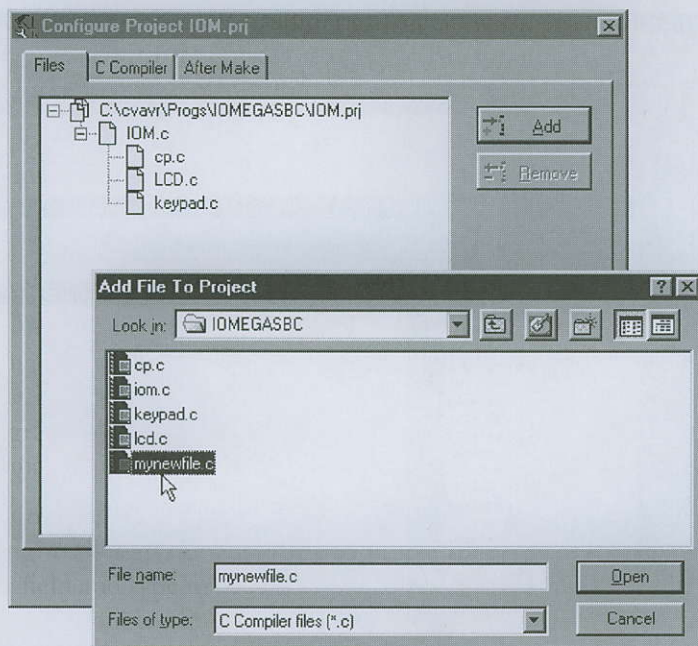 Configure Project IOM.prj
Files C Compiler After Make
C:\cvavr\Progs\IOMEGASBC\IOM.prj
IOM.c
cp.c
LCD.c
keypad.c
Add
Remove
Add File To Project
Look in: IOMEGASBC
cp.c
iom.c
keypad.c
lcd.c
mynewfile.c
File name: mynewfile.c Open
Files of type: C Compiler files (*.c) Cancel